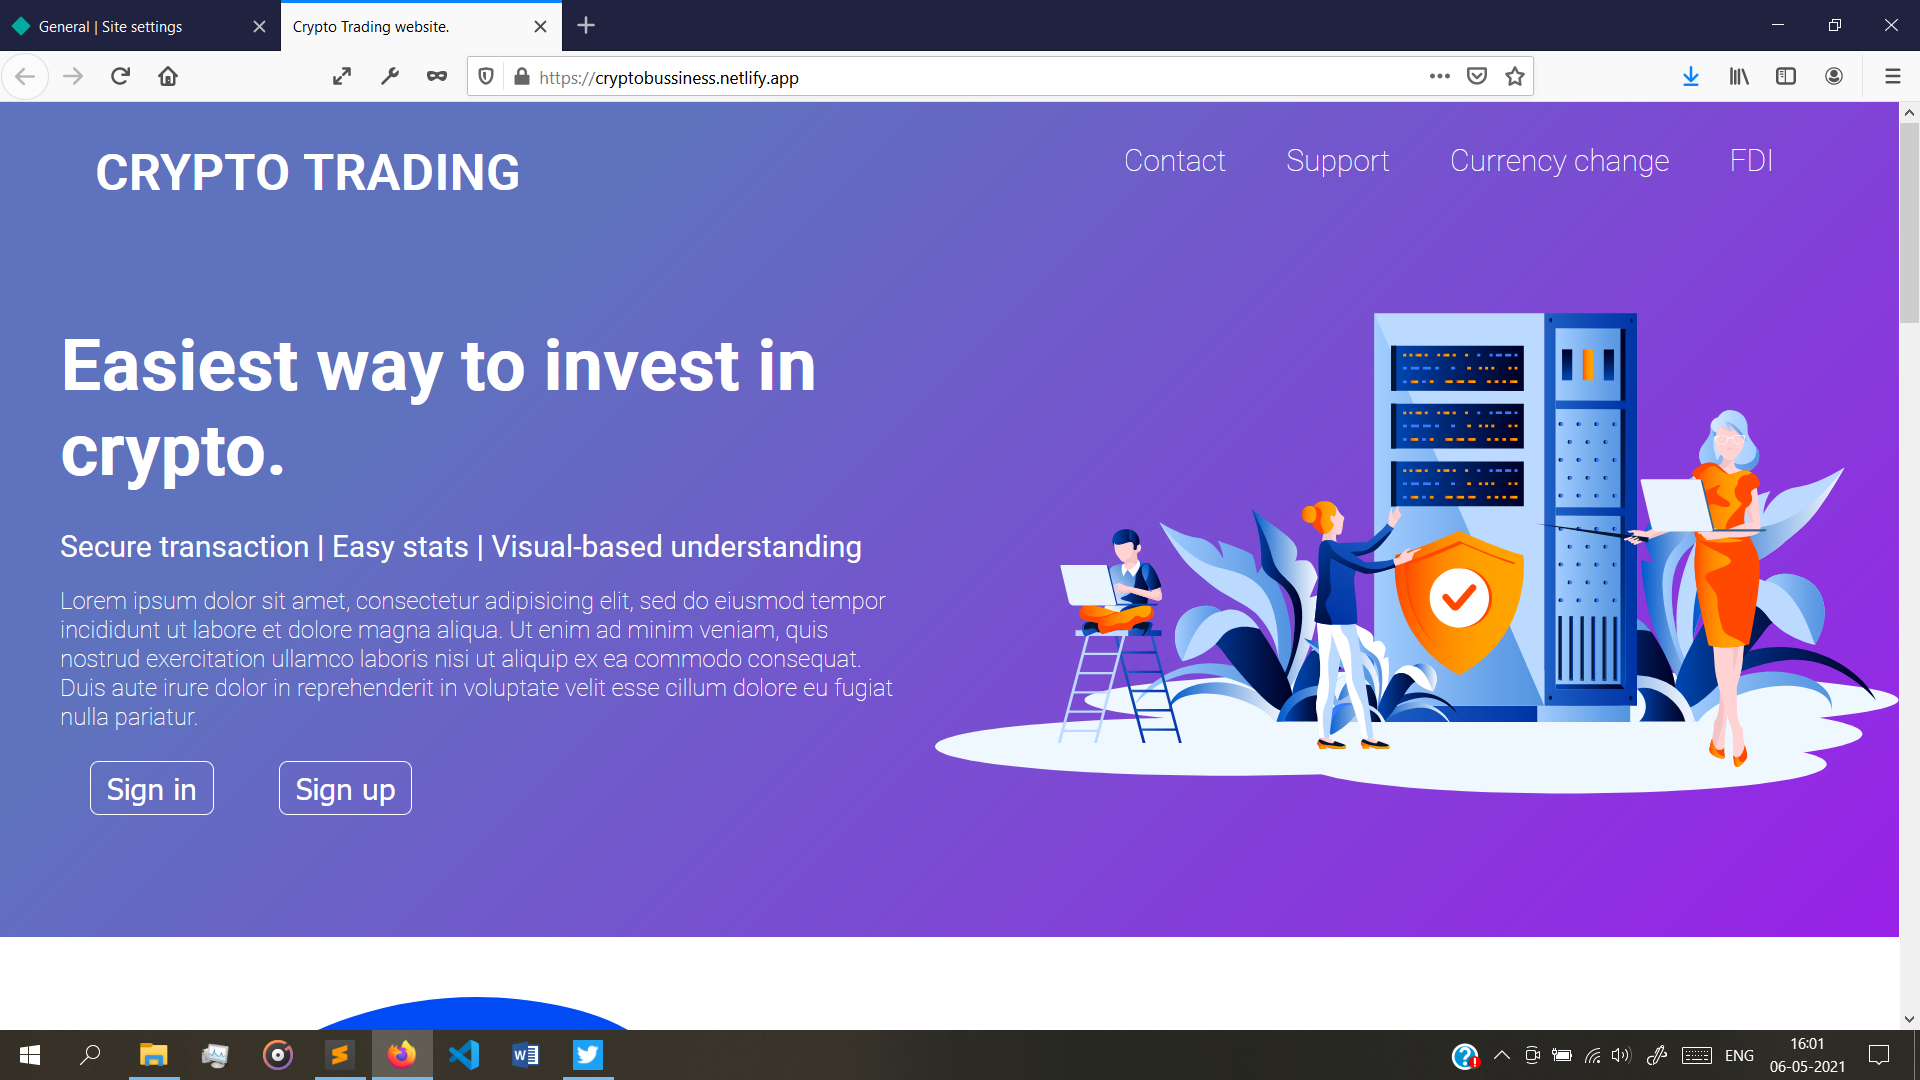 General | Site settings
Crypto Trading website.
https://cryptobussiness.netlify.app
CRYPTO TRADING
Contact
Support
Currency change
FDI
Easiest way to invest in
crypto.
Secure transaction | Easy stats | Visual-based understanding
Lorem ipsum dolor sit amet, consectetur adipisicing elit, sed do eiusmod tempor
incididunt ut labore et dolore magna aliqua. Ut enim ad minim veniam, quis
nostrud exercitation ullamco laboris nisi ut aliquip ex ea commodo consequat.
Duis aute irure dolor in reprehenderit in voluptate velit esse cillum dolore eu fugiat
nulla pariatur.
Sign in
Sign up
ENG
16:01
06-05-2021